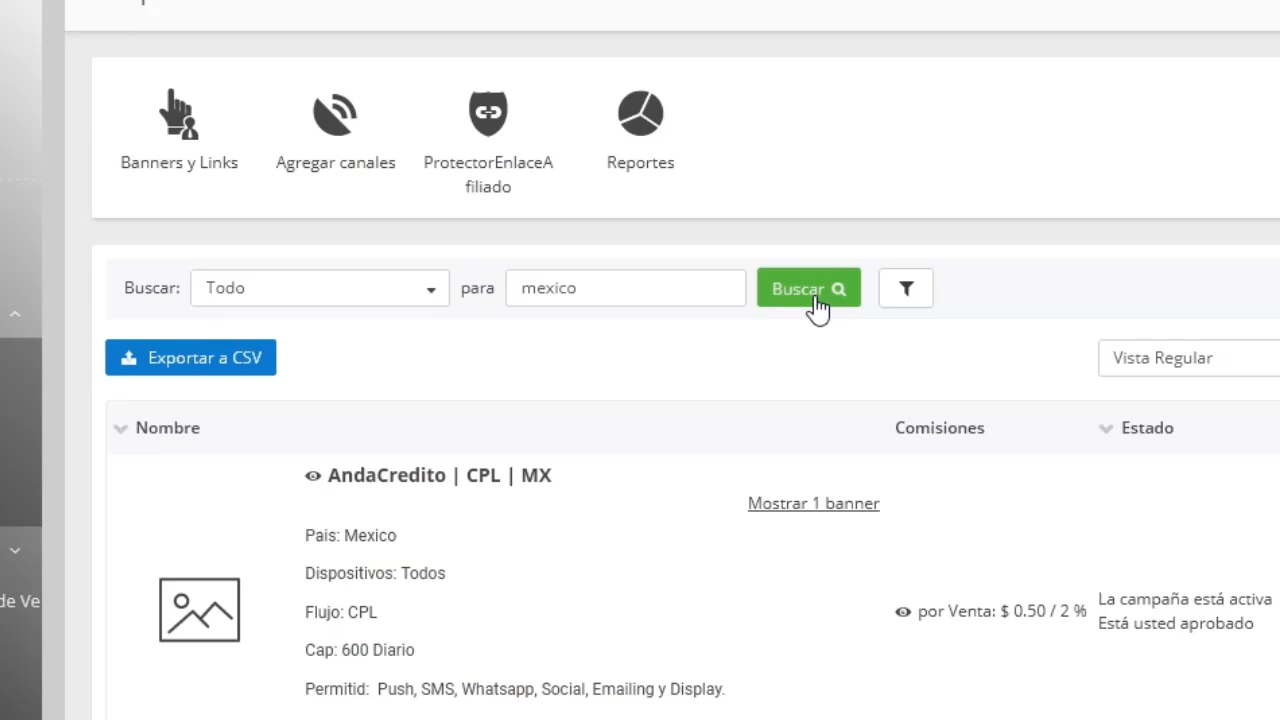 Banners y Links
Agregar canales
ProtectorEnlaceA
filiado
Reportes
Buscar: Todo para mexico Buscar
Exportar a CSV
Vista Regular
Nombre Comisiones Estado
AndaCredito | CPL | MX
Mostrar 1 banner
Pais: Mexico
Dispositivos: Todos
Flujo: CPL
Cap: 600 Diario
Permitid: Push, SMS, Whatsapp, Social, Emailing y Display.
por Venta: $ 0.50 / 2 %
La campaña está activa
Está usted aprobado
de Ve